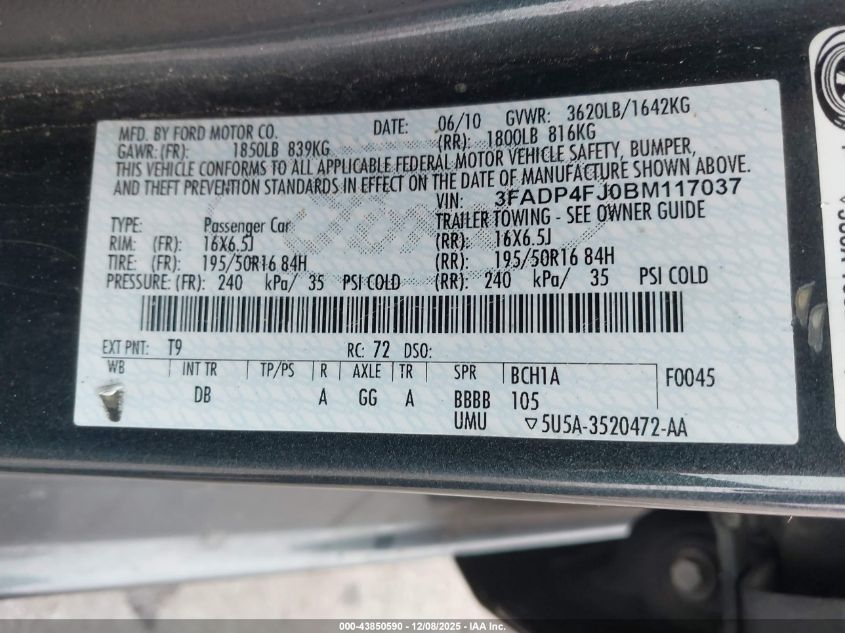 MFD. BY FORD MOTOR CO. DATE: 06/10 GVWR: 3620LB/1642KG
GAWR: (FR): 1850LB 839KG (RR): 1800LB 816KG
THIS VEHICLE CONFORMS TO ALL APPLICABLE FEDERAL MOTOR VEHICLE SAFETY, BUMPER,
AND THEFT PREVENTION STANDARDS IN EFFECT ON THE DATE OF MANUFACTURE SHOWN ABOVE.
VIN: 3FADP4FJ0BM117037
TYPE: Passenger Car TRAILER TOWING - SEE OWNER GUIDE
RIM: (FR): 16X6.5J (RR): 16X6.5J
TIRE: (FR): 195/50R16 84H (RR): 195/50R16 84H
PRESSURE: (FR): 240 kPa/ 35 PSI COLD (RR): 240 kPa/ 35 PSI COLD
EXT PNT: T9 RC: 72 DSO:
WB INT TR TP/PS R AXLE TR SPR BCH1A F0045
DB A GG A BBBB 105
UMU ▽5U5A-3520472-AA
000-43850590 - 12/08/2025 - IAA Inc.